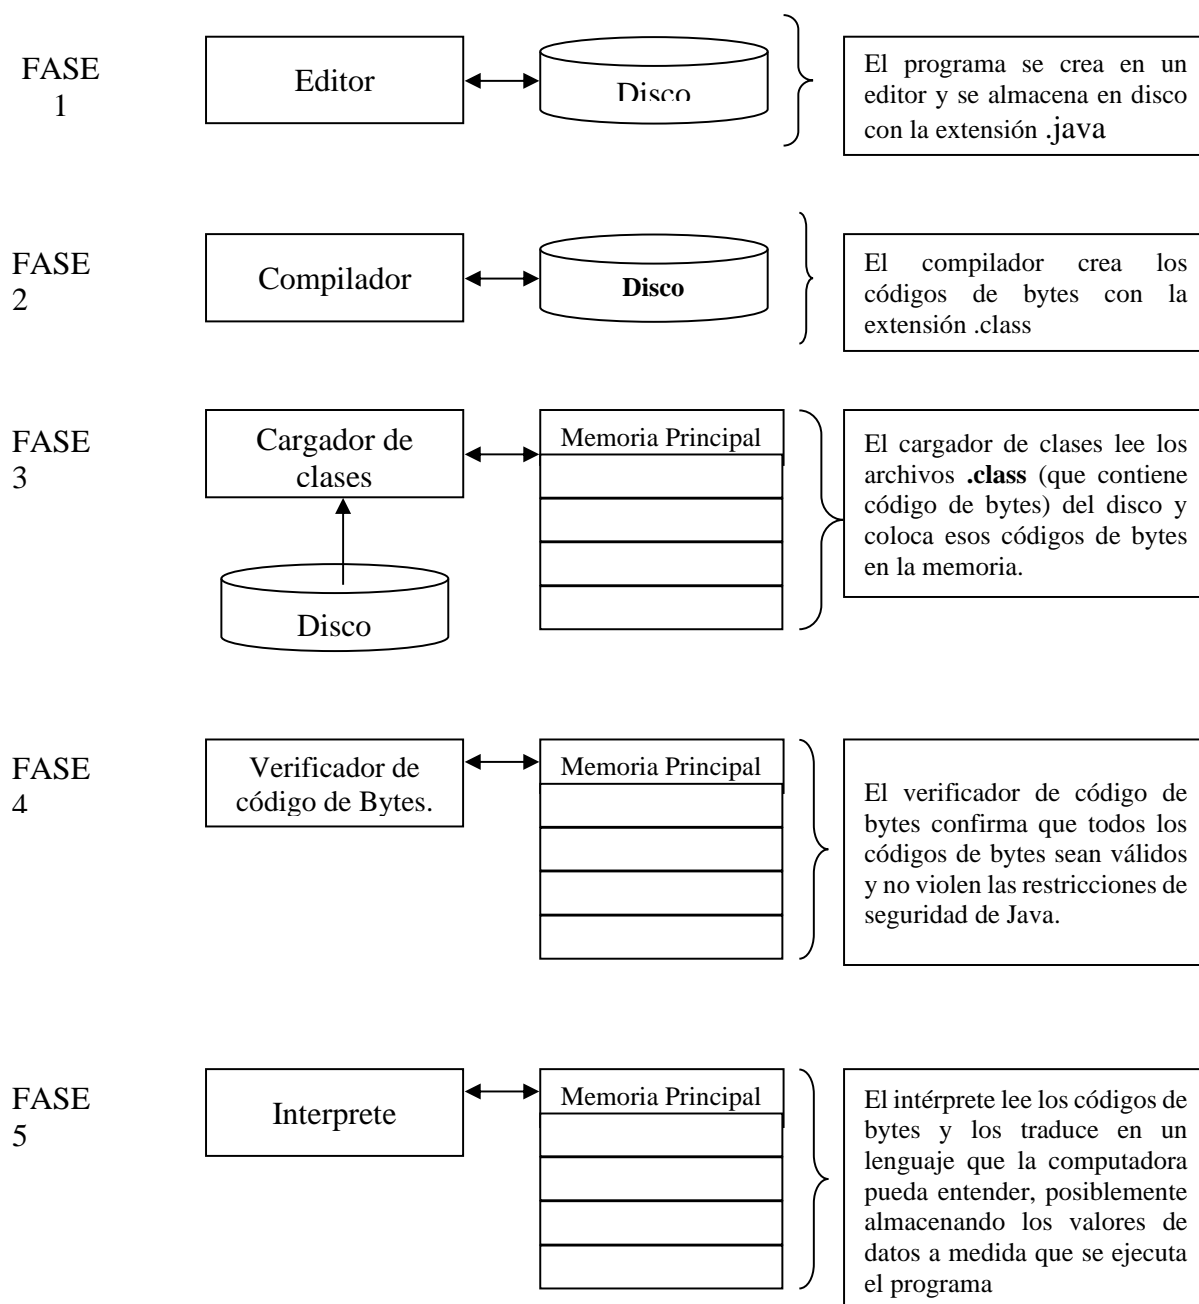 FASE
1
Editor
Disco
El programa se crea en un
editor y se almacena en disco
con la extensión .java
FASE
2
Compilador
Disco
El compilador crea los
códigos de bytes con la
extensión .class
FASE
3
Cargador de
clases
Disco
Memoria Principal
El cargador de clases lee los
archivos .class (que contiene
código de bytes) del disco y
coloca esos códigos de bytes
en la memoria.
FASE
4
Verificador de
código de Bytes.
Memoria Principal
El verificador de código de
bytes confirma que todos los
códigos de bytes sean válidos
y no violen las restricciones de
seguridad de Java.
FASE
5
Interprete
Memoria Principal
El intérprete lee los códigos de
bytes y los traduce en un
lenguaje que la computadora
pueda entender, posiblemente
almacenando los valores de
datos a medida que se ejecuta
el programa